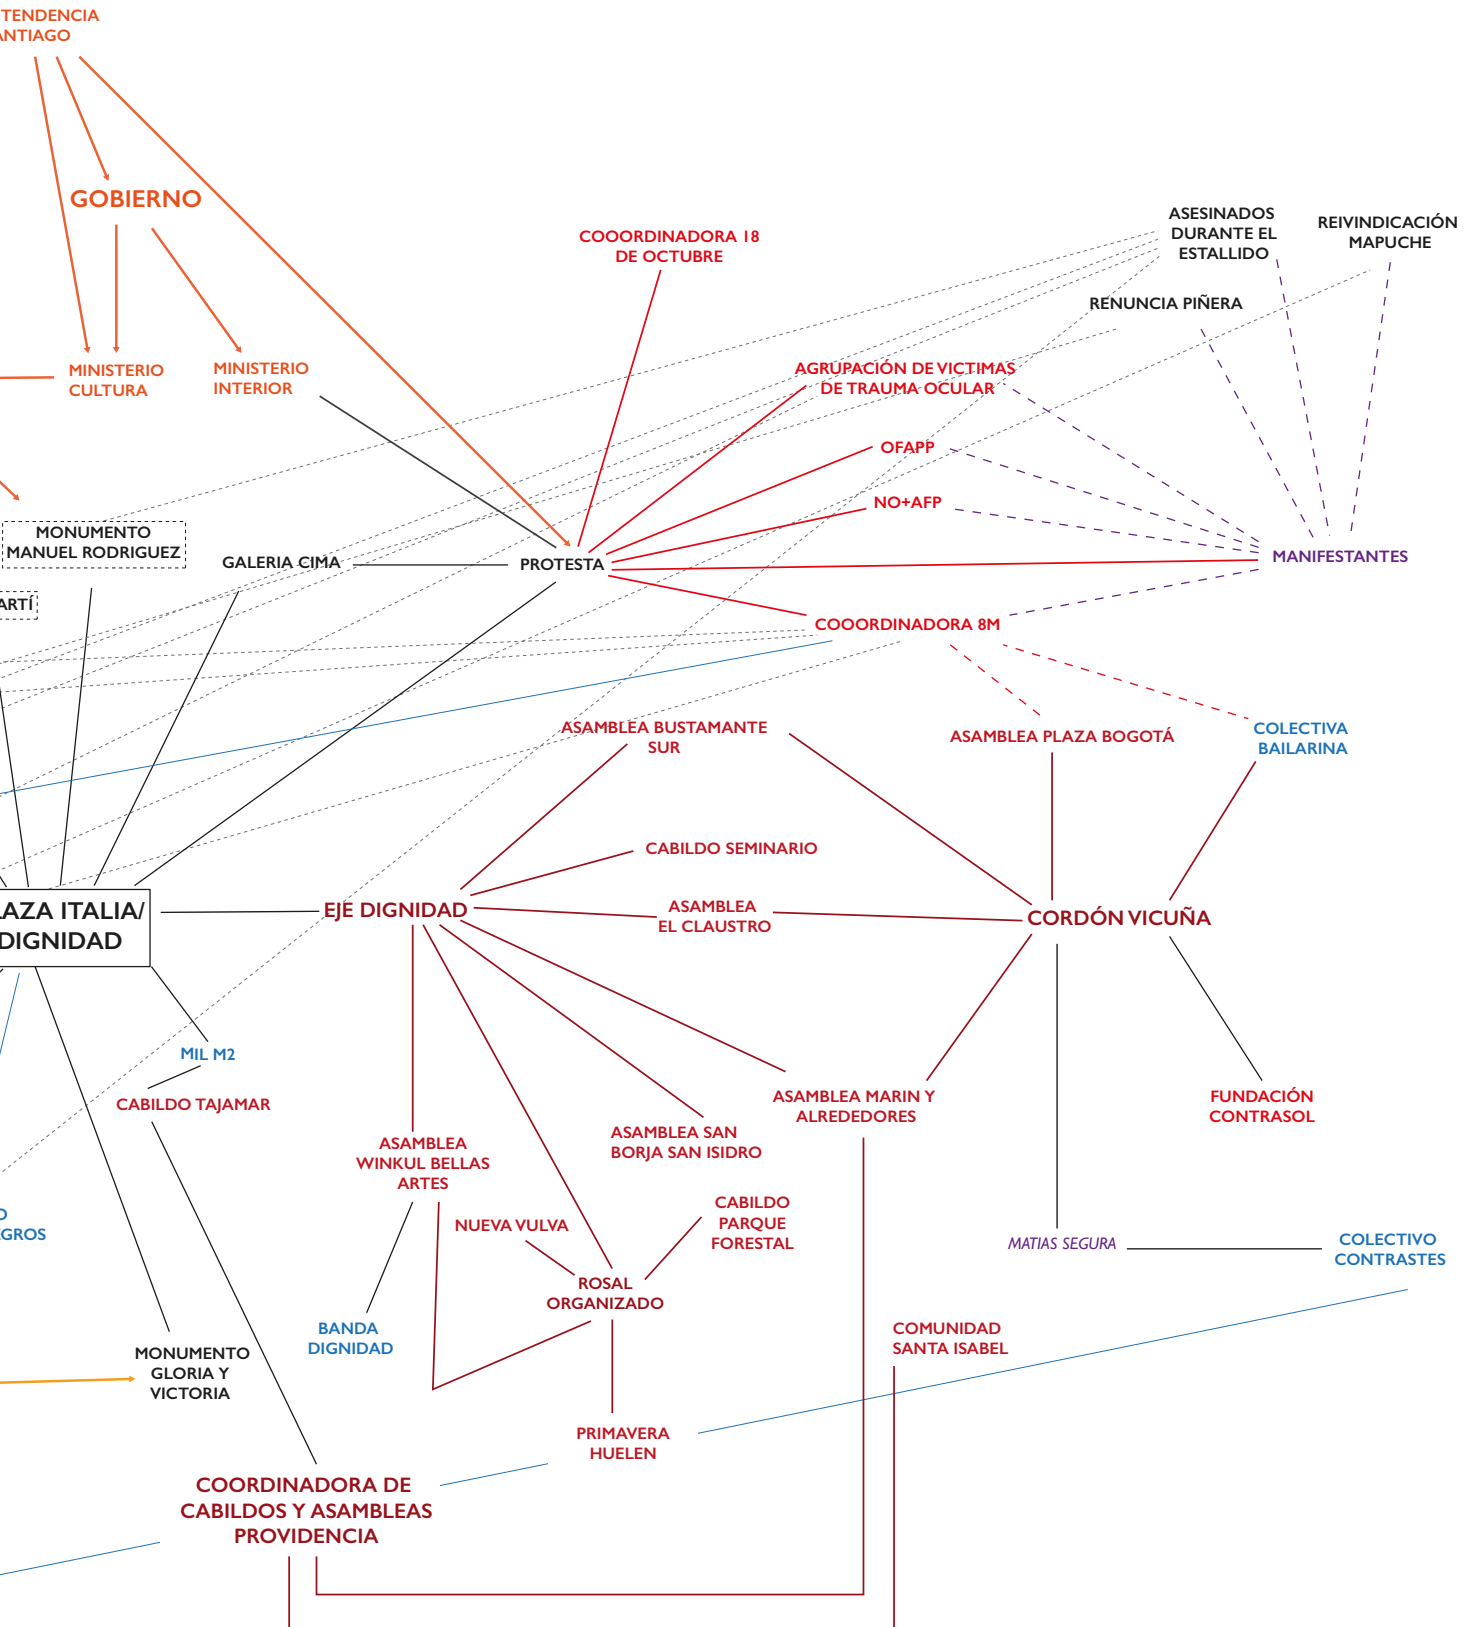 TENDENCIA
ANTIAGO
GOBIERNO
ASESINADOS
DURANTE EL
ESTALLIDO
REIVINDICACIÓN
MAPUCHE
COOORDINADORA 18
DE OCTUBRE
RENUNCIA PIÑERA
MINISTERIO
CULTURA
MINISTERIO
INTERIOR
AGRUPACIÓN DE VICTIMAS
DE TRAUMA OCULAR
OFAPP
NO+AFP
MONUMENTO
MANUEL RODRIGUEZ
GALERIA CIMA
PROTESTA
MANIFESTANTES
ARTÍ
COOORDINADORA 8M
ASAMBLEA BUSTAMANTE
SUR
ASAMBLEA PLAZA BOGOTÁ
COLECTIVA
BAILARINA
CABILDO SEMINARIO
LAZA ITALIA/
DIGNIDAD
EJE DIGNIDAD
ASAMBLEA
EL CLAUSTRO
CORDÓN VICUÑA
MIL M2
CABILDO TAJAMAR
ASAMBLEA MARIN Y
ALREDEDORES
FUNDACIÓN
CONTRASOL
ASAMBLEA
WINKUL BELLAS
ARTES
ASAMBLEA SAN
BORJA SAN ISIDRO
O
EGROS
NUEVA VULVA
CABILDO
PARQUE
FORESTAL
MATIAS SEGURA
COLECTIVO
CONTRASTES
ROSAL
ORGANIZADO
BANDA
DIGNIDAD
COMUNIDAD
SANTA ISABEL
MONUMENTO
GLORIA Y
VICTORIA
PRIMAVERA
HUELEN
COORDINADORA DE
CABILDOS Y ASAMBLEAS
PROVIDENCIA